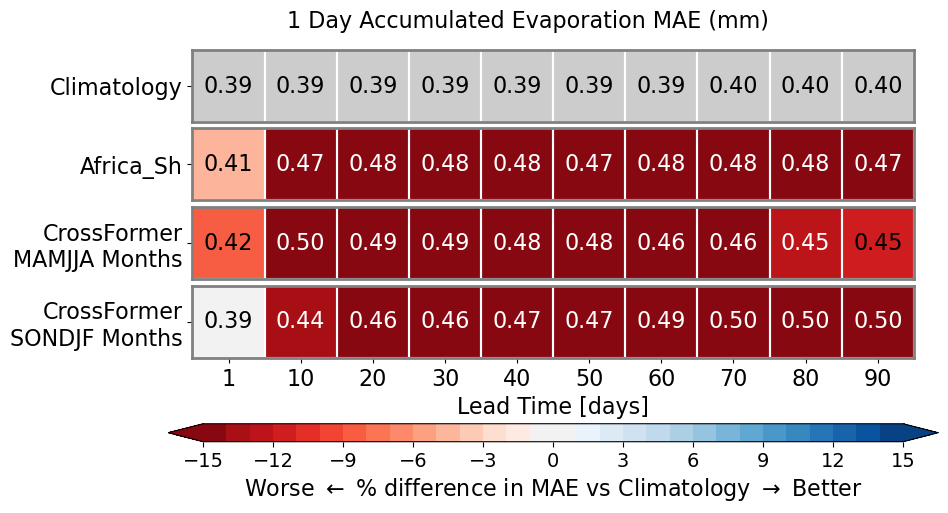 1 Day Accumulated Evaporation MAE (mm)
Climatology 0.39 0.39 0.39 0.39 0.39 0.39 0.39 0.40 0.40 0.40
Africa_Sh 0.41 0.47 0.48 0.48 0.48 0.47 0.48 0.48 0.48 0.47
CrossFormer
MAMJJA Months 0.42 0.50 0.49 0.49 0.48 0.48 0.46 0.46 0.45 0.45
CrossFormer
SONDJF Months 0.39 0.44 0.46 0.46 0.47 0.47 0.49 0.50 0.50 0.50
1 10 20 30 40 50 60 70 80 90
Lead Time [days]
−15 −12 −9 −6 −3 0 3 6 9 12 15
Worse ← % difference in MAE vs Climatology → Better